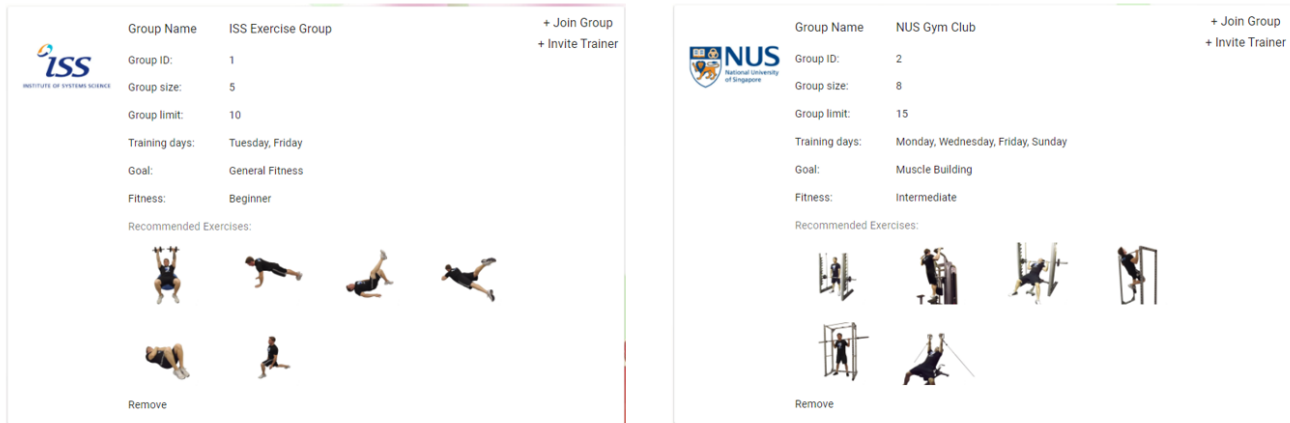 Group Name ISS Exercise Group
+ Join Group
+ Invite Trainer
ISS
INSTITUTE OF SYSTEMS SCIENCE
Group ID: 1
Group size: 5
Group limit: 10
Training days: Tuesday, Friday
Goal: General Fitness
Fitness: Beginner
Recommended Exercises:
Remove
Group Name NUS Gym Club
+ Join Group
+ Invite Trainer
NUS
National University
of Singapore
Group ID: 2
Group size: 8
Group limit: 15
Training days: Monday, Wednesday, Friday, Sunday
Goal: Muscle Building
Fitness: Intermediate
Recommended Exercises:
Remove